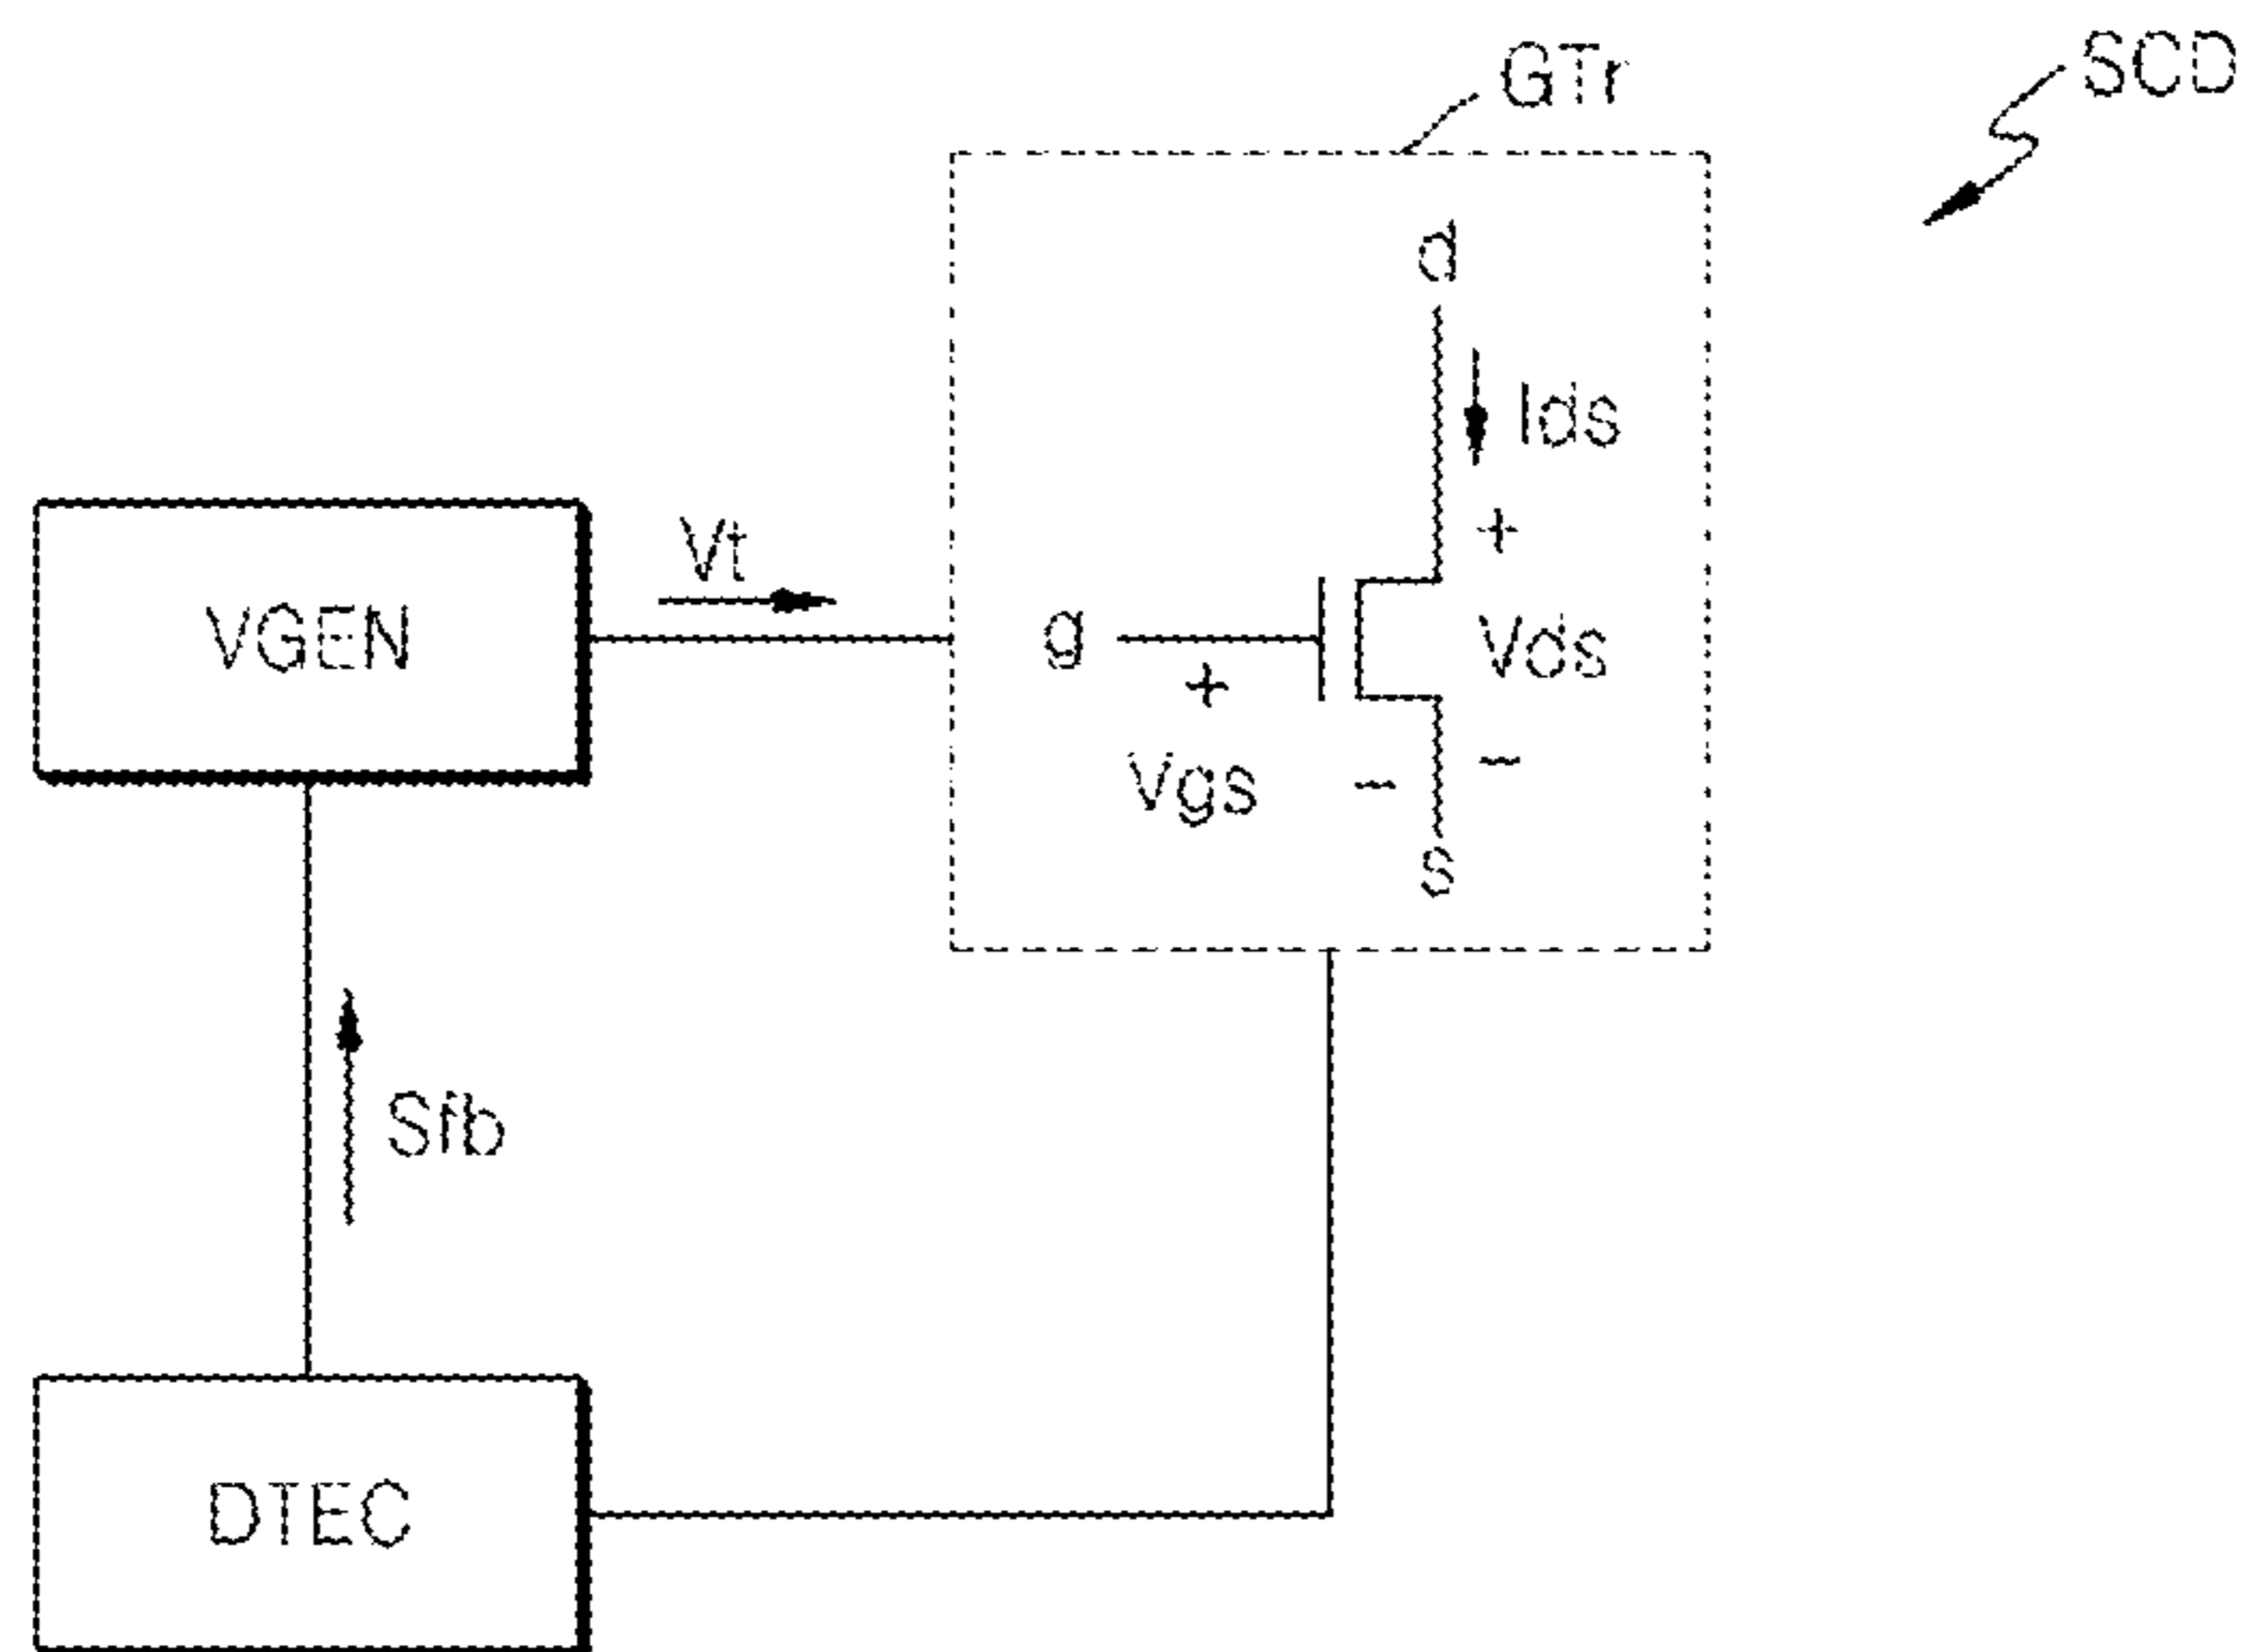 SCD
GTr
d
Ids
+
Vt
VGEN
g
Vds
+
Vgs
−
−
s
Sfb
DTEC